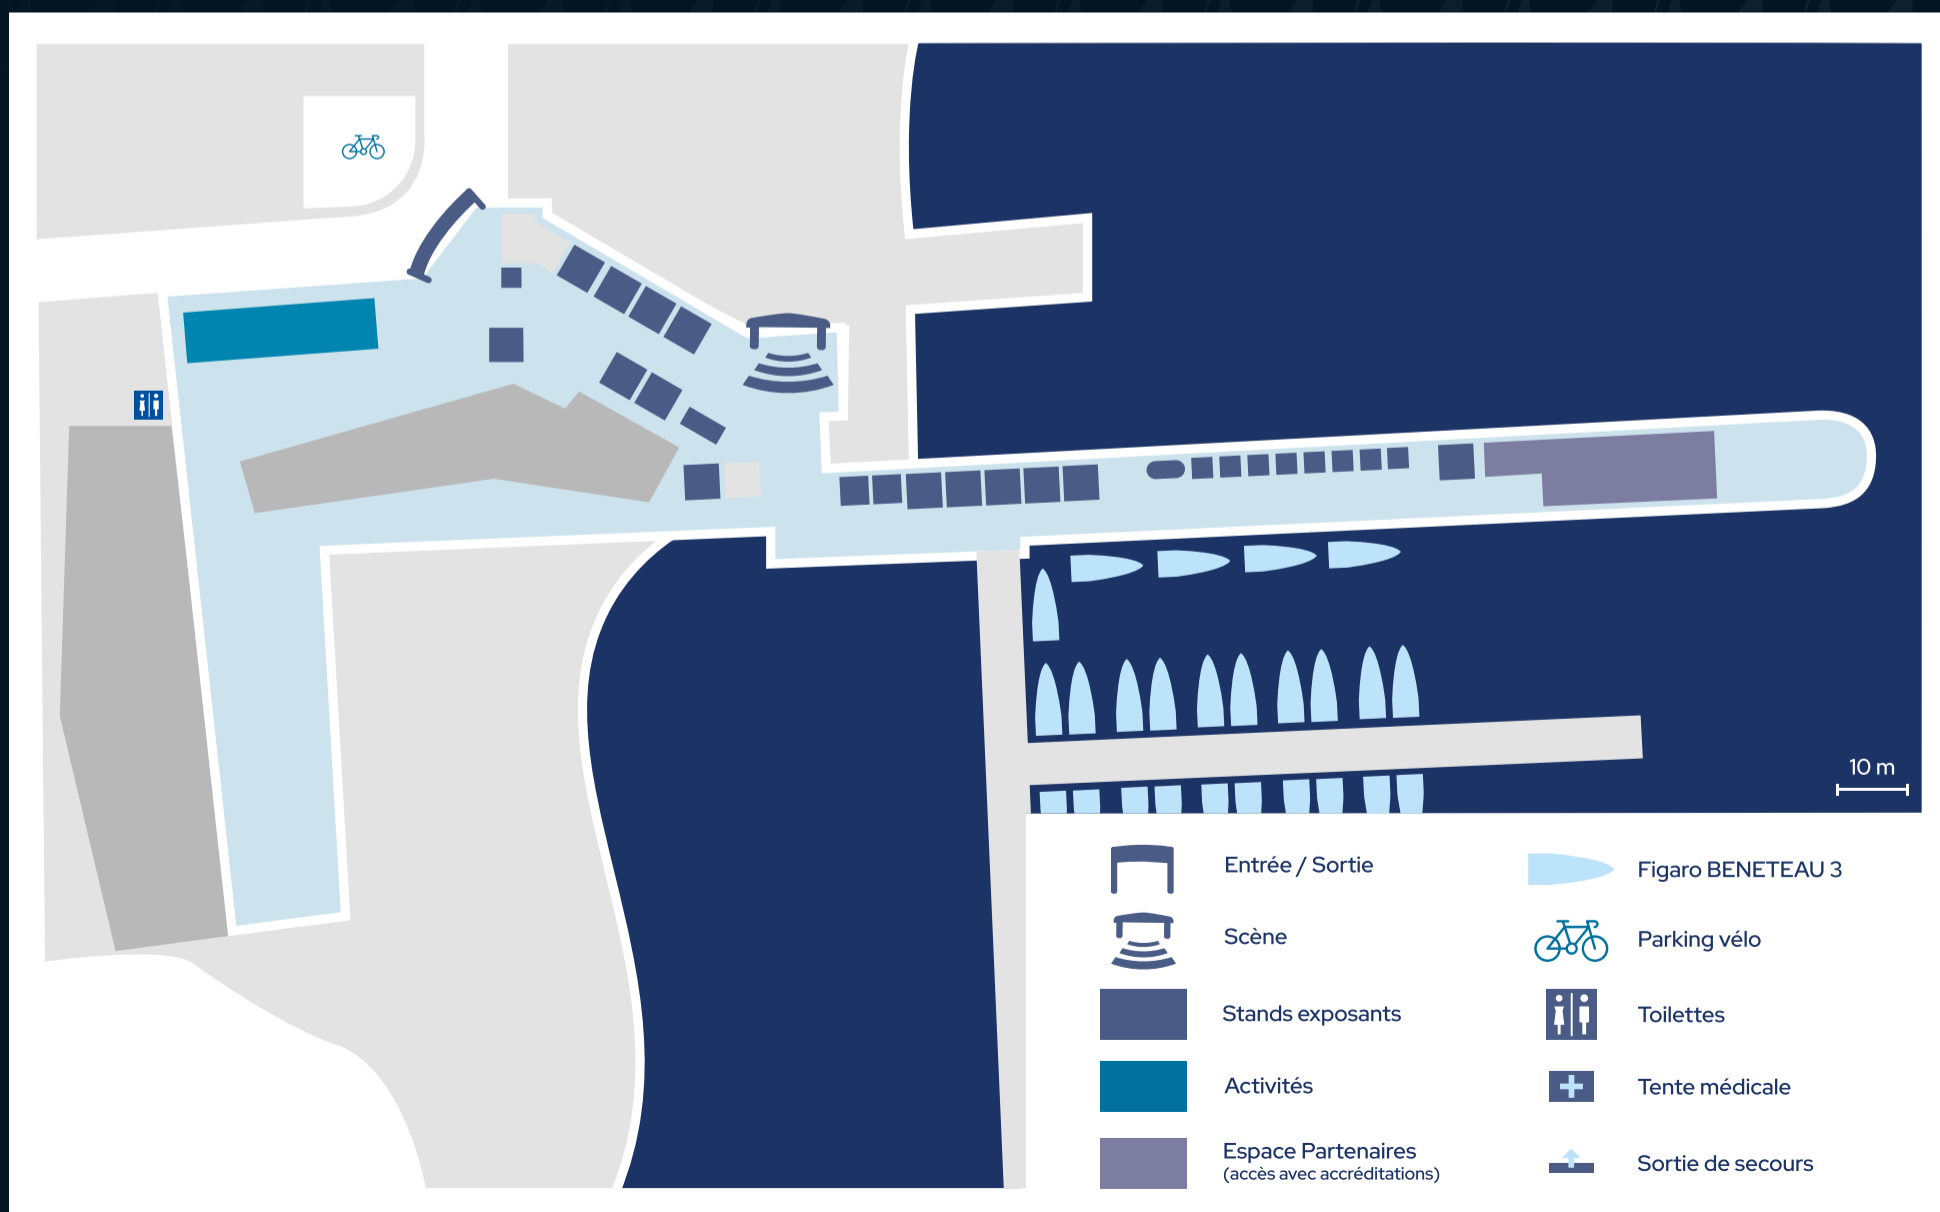 10 m
Entrée / Sortie
Scène
Stands exposants
Activités
Espace Partenaires
(accès avec accréditations)
Figaro BENETEAU 3
Parking vélo
Toilettes
Tente médicale
Sortie de secours